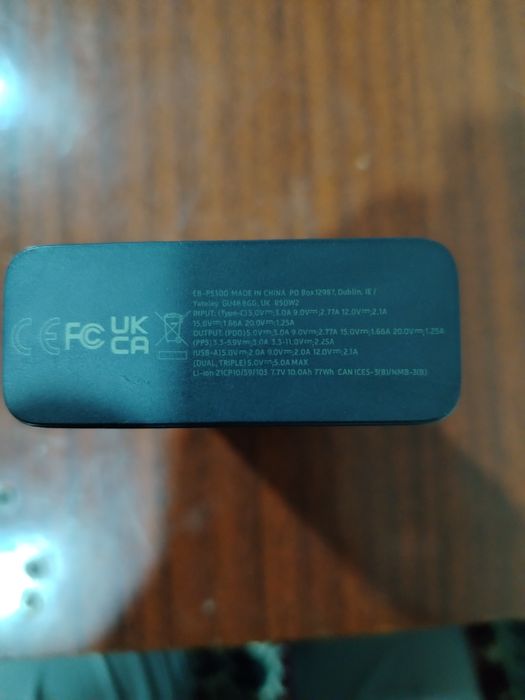 CE FC UK CA
EB-P5300 MADE IN CHINA PO Box 12987, Dublin, IE /
Yateley GU46 6GG, UK R50W2
INPUT: (Type-C) 5.0V⎓3.0A 9.0V⎓2.77A 12.0V⎓2.1A
15.0V⎓1.66A 20.0V⎓1.25A
OUTPUT: (PDO) 5.0V⎓3.0A 9.0V⎓2.77A 15.0V⎓1.66A 20.0V⎓1.25A
(PPS) 3.3-5.9V⎓3.0A 3.3-11.0V⎓2.25A
(USB-A) 5.0V⎓2.0A 9.0V⎓2.0A 12.0V⎓2.1A
(DUAL, TRIPLE) 5.0V⎓5.0A MAX
Li-ion 21CP10/59/103 7.7V 10.0Ah 77Wh CAN ICES-3(B)/NMB-3(B)